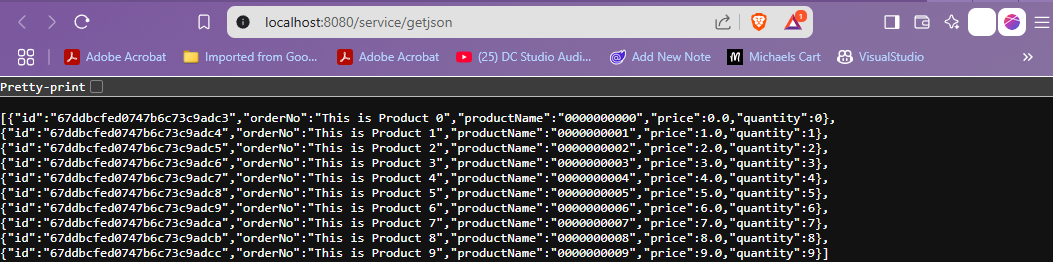 localhost:8080/service/getjson
1
Adobe Acrobat
Imported from Goo...
Adobe Acrobat
(25) DC Studio Audi...
Add New Note
M
Michaels Cart
VisualStudio
Pretty-print
[{"id":"67ddbcfed0747b6c73c9adc3","orderNo":"This is Product 0","productName":"0000000000","price":0.0,"quantity":0},
{"id":"67ddbcfed0747b6c73c9adc4","orderNo":"This is Product 1","productName":"0000000001","price":1.0,"quantity":1},
{"id":"67ddbcfed0747b6c73c9adc5","orderNo":"This is Product 2","productName":"0000000002","price":2.0,"quantity":2},
{"id":"67ddbcfed0747b6c73c9adc6","orderNo":"This is Product 3","productName":"0000000003","price":3.0,"quantity":3},
{"id":"67ddbcfed0747b6c73c9adc7","orderNo":"This is Product 4","productName":"0000000004","price":4.0,"quantity":4},
{"id":"67ddbcfed0747b6c73c9adc8","orderNo":"This is Product 5","productName":"0000000005","price":5.0,"quantity":5},
{"id":"67ddbcfed0747b6c73c9adc9","orderNo":"This is Product 6","productName":"0000000006","price":6.0,"quantity":6},
{"id":"67ddbcfed0747b6c73c9adca","orderNo":"This is Product 7","productName":"0000000007","price":7.0,"quantity":7},
{"id":"67ddbcfed0747b6c73c9adcb","orderNo":"This is Product 8","productName":"0000000008","price":8.0,"quantity":8},
{"id":"67ddbcfed0747b6c73c9adcc","orderNo":"This is Product 9","productName":"0000000009","price":9.0,"quantity":9}]